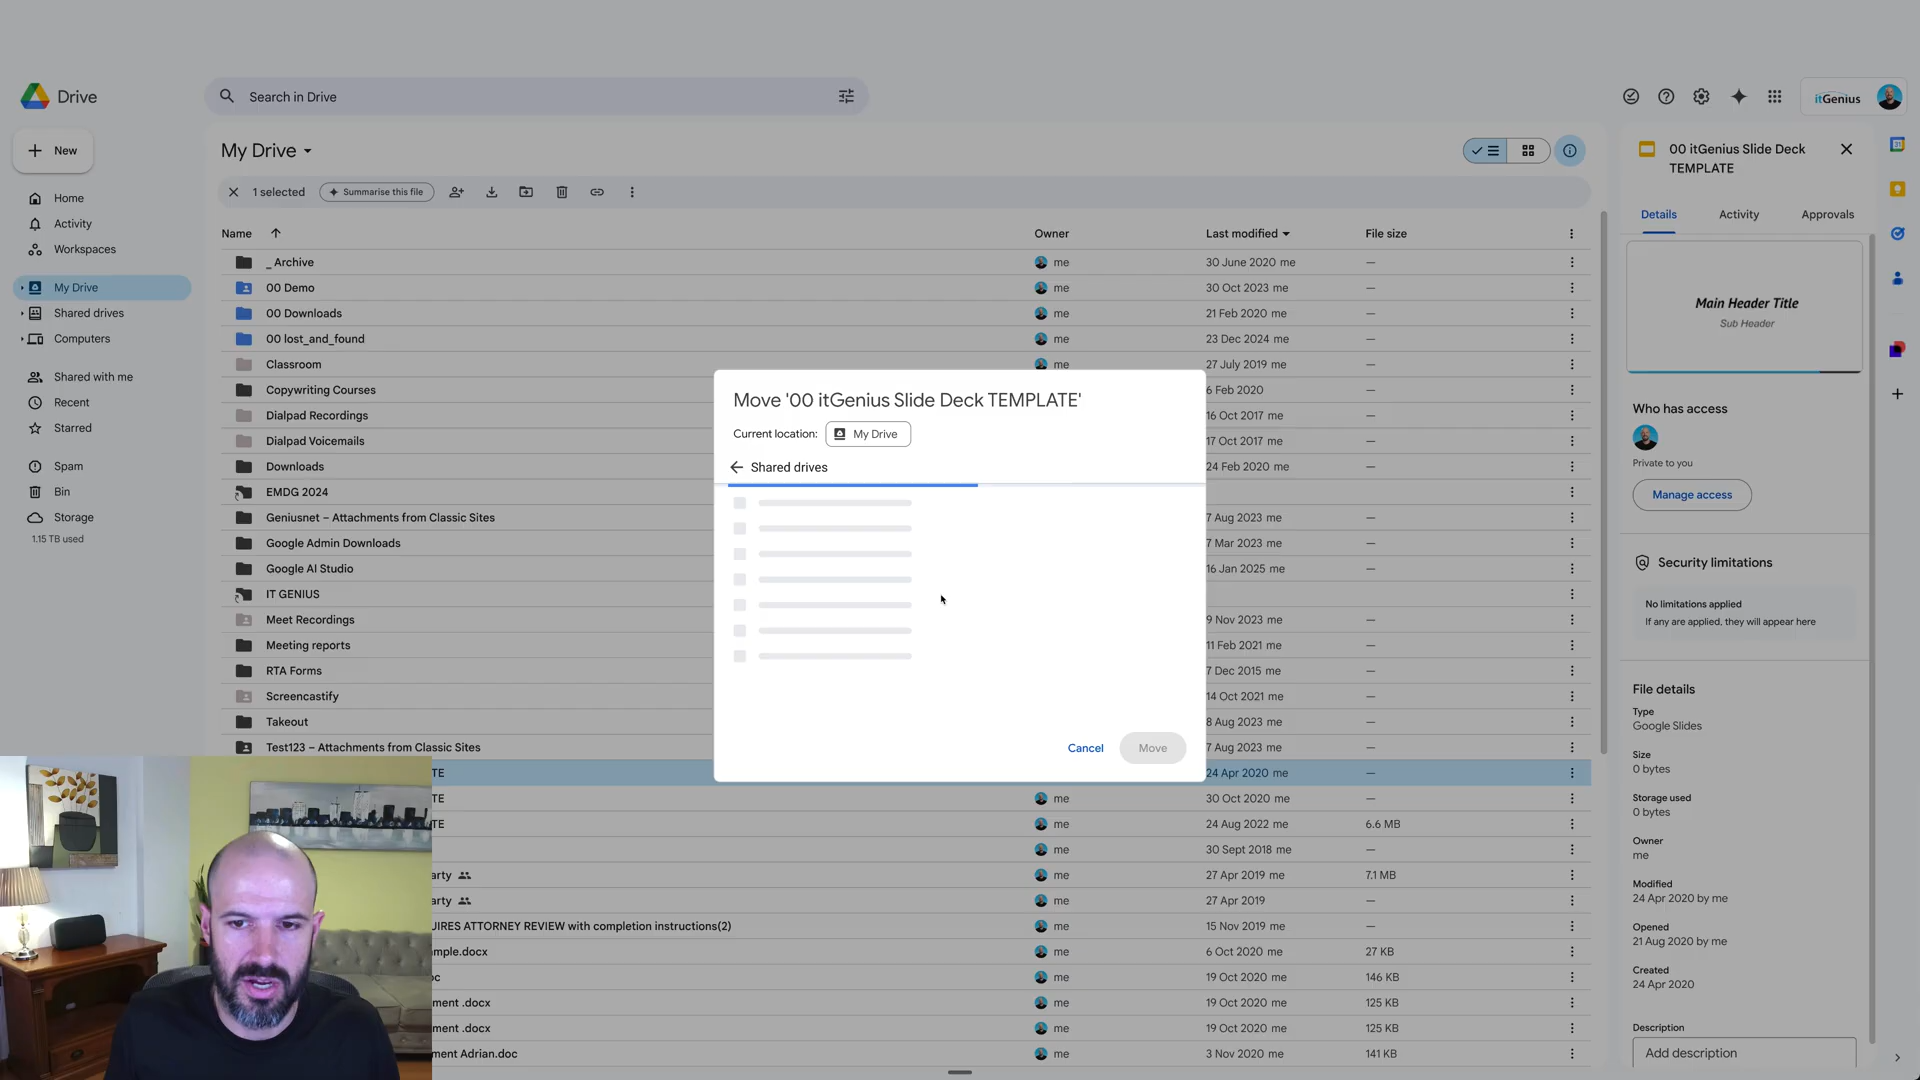 Drive
Search in Drive
itGenius
New
My Drive
00 itGenius Slide Deck
TEMPLATE
1 selected
Summarise this file
Home
Activity
Workspaces
My Drive
Shared drives
Computers
Shared with me
Recent
Starred
Spam
Bin
Storage
1.15 TB used
Name Owner Last modified File size
_ Archive me 30 June 2020 me —
00 Demo me 30 Oct 2023 me —
00 Downloads me 21 Feb 2020 me —
00 lost_and_found me 23 Dec 2024 me —
Classroom me 27 July 2019 me —
Copywriting Courses 6 Feb 2020 —
Dialpad Recordings 16 Oct 2017 me —
Dialpad Voicemails 17 Oct 2017 me —
Downloads 24 Feb 2020 me —
EMDG 2024 —
Geniusnet – Attachments from Classic Sites 7 Aug 2023 me —
Google Admin Downloads 7 Mar 2023 me —
Google AI Studio 16 Jan 2025 me —
IT GENIUS —
Meet Recordings 9 Nov 2023 me —
Meeting reports 11 Feb 2021 me —
RTA Forms 7 Dec 2015 me —
Screencastify 14 Oct 2021 me —
Takeout 8 Aug 2023 me —
Test123 – Attachments from Classic Sites 7 Aug 2023 me —
TE 24 Apr 2020 me —
TE me 30 Oct 2020 me —
TE me 24 Aug 2022 me 6.6 MB
me 30 Sept 2018 me —
arty me 27 Apr 2019 me 7.1 MB
arty me 27 Apr 2019 —
UIRES ATTORNEY REVIEW with completion instructions(2) me 15 Nov 2019 me —
mple.docx me 6 Oct 2020 me 27 KB
oc me 19 Oct 2020 me 146 KB
ment .docx me 19 Oct 2020 me 125 KB
ment .docx me 19 Oct 2020 me 125 KB
ment Adrian.doc me 3 Nov 2020 me 141 KB
Move '00 itGenius Slide Deck TEMPLATE'
Current location: My Drive
Shared drives
Cancel Move
Details Activity Approvals
Main Header Title
Sub Header
Who has access
Private to you
Manage access
Security limitations
No limitations applied
If any are applied, they will appear here
File details
Type
Google Slides
Size
0 bytes
Storage used
0 bytes
Owner
me
Modified
24 Apr 2020 by me
Opened
21 Aug 2020 by me
Created
24 Apr 2020
Description
Add description